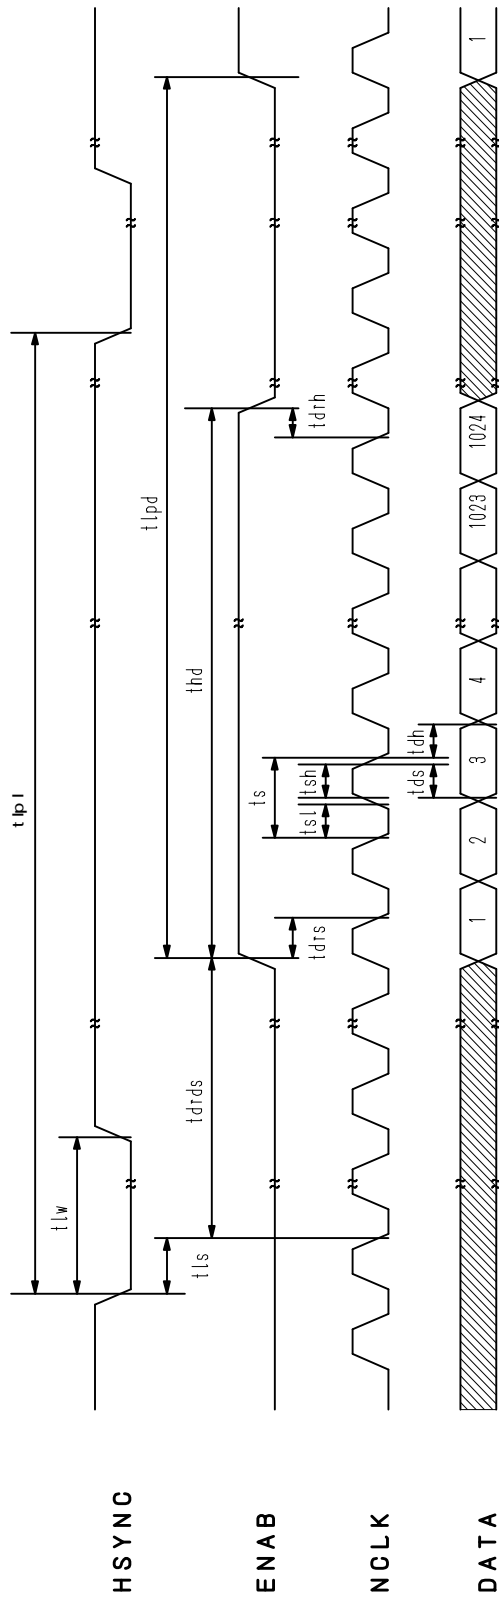 HSYNC
tlpl
tlw
tls
ENAB
tlpd
thd
tdrds
tdrs
tdrh
NCLK
ts
tsl
tsh
tds
tdh
DATA
1
2
3
4
1023
1024
1